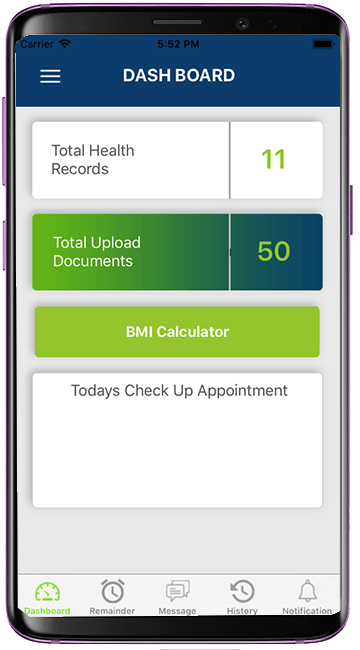 Carrier 5:52 PM
DASH BOARD
Total Health
Records
11
Total Upload
Documents
50
BMI Calculator
Todays Check Up Appointment
Dashboard Remainder Message History Notification